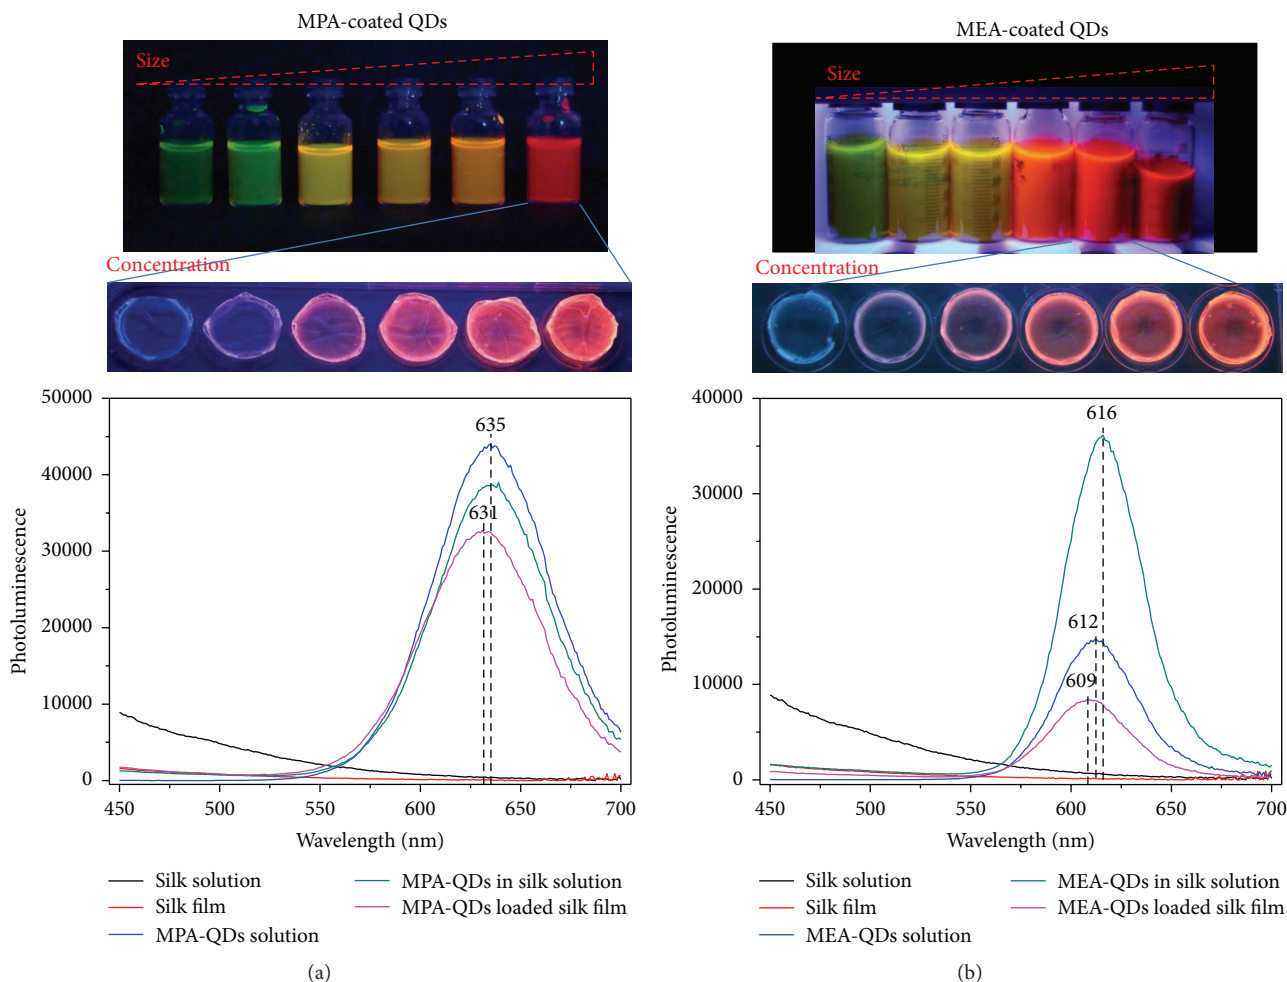 MPA-coated QDs
Size
Concentration
50000
40000
30000
20000
10000
0
Photoluminescence
635
631
450
500
550
600
650
700
Wavelength (nm)
Silk solution
Silk film
MPA-QDs solution
MPA-QDs in silk solution
MPA-QDs loaded silk film
(a)
MEA-coated QDs
Size
Concentration
40000
30000
20000
10000
0
Photoluminescence
616
612
609
450
500
550
600
650
700
Wavelength (nm)
Silk solution
Silk film
MEA-QDs solution
MEA-QDs in silk solution
MEA-QDs loaded silk film
(b)